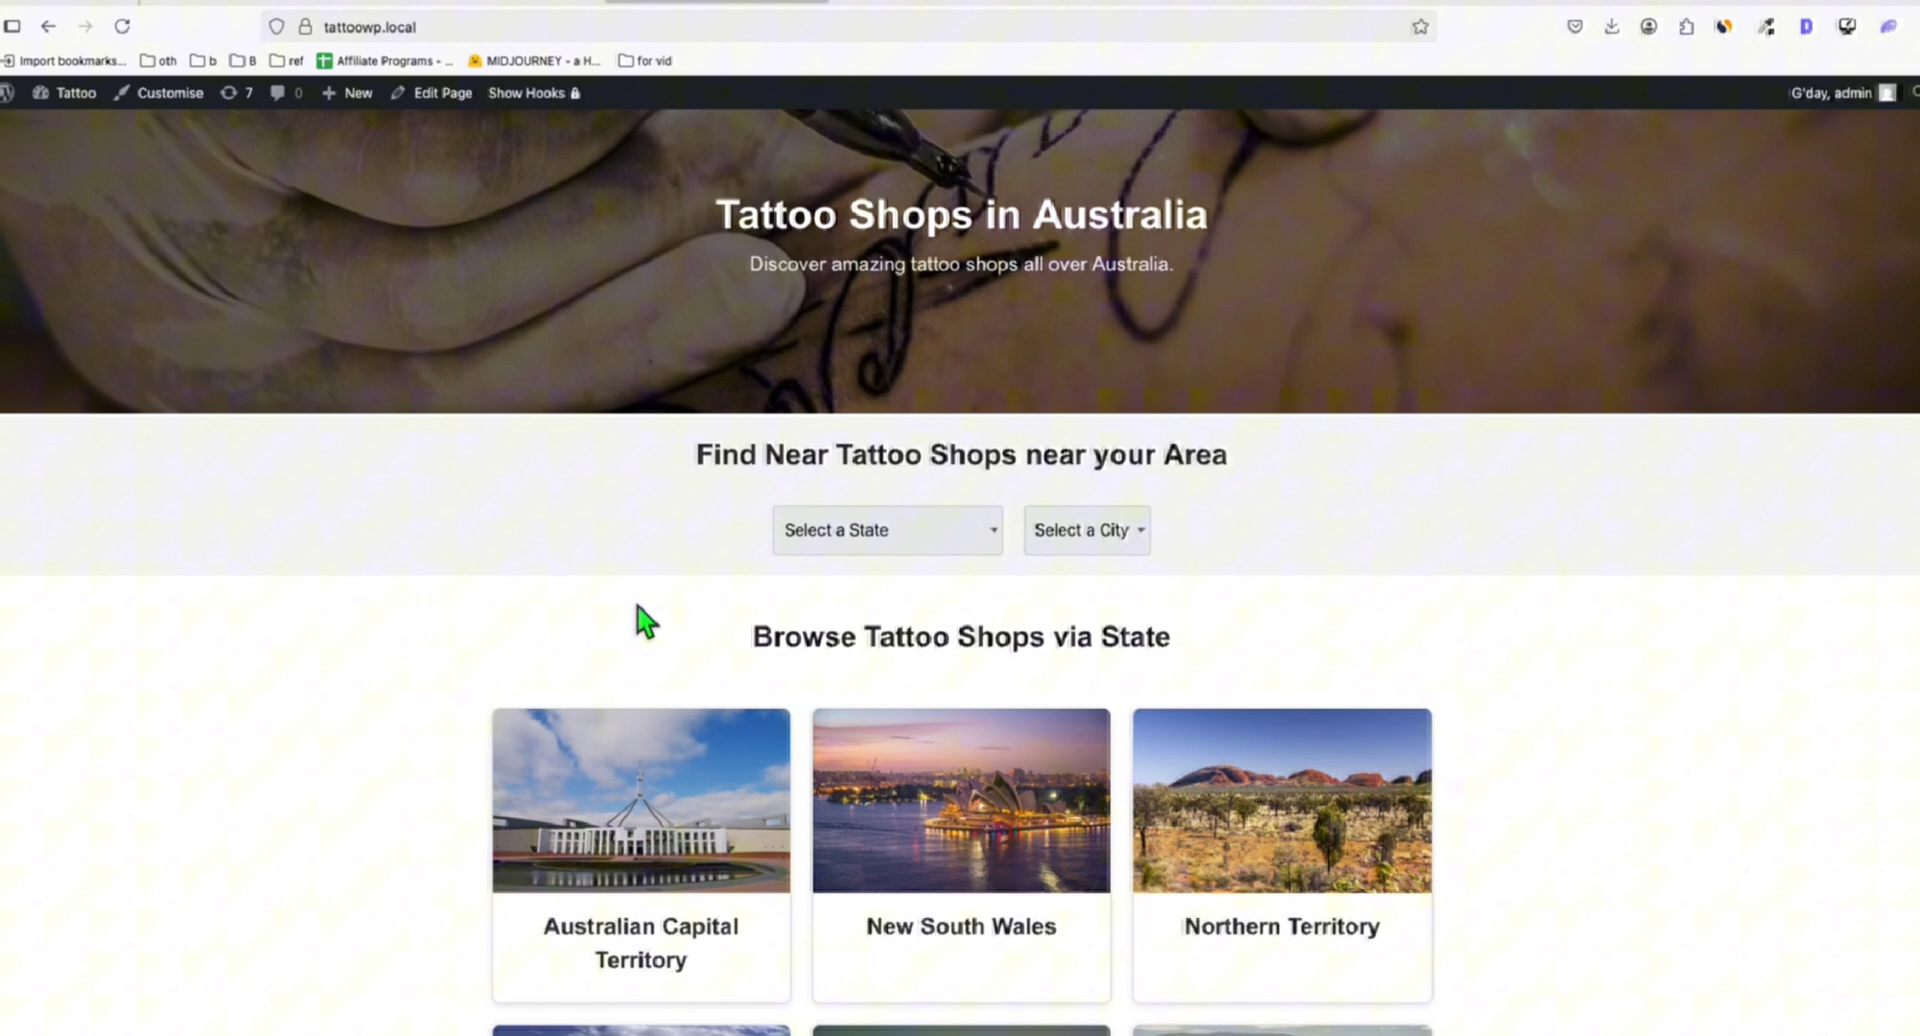 tattoowp.local
Import bookmarks... oth b B ref Affiliate Programs - ... MIDJOURNEY - a H... for vid
Tattoo Customise 7 0 New Edit Page Show Hooks G'day, admin
Tattoo Shops in Australia
Discover amazing tattoo shops all over Australia.
Find Near Tattoo Shops near your Area
Select a State Select a City
Browse Tattoo Shops via State
Australian Capital
Territory
New South Wales
Northern Territory